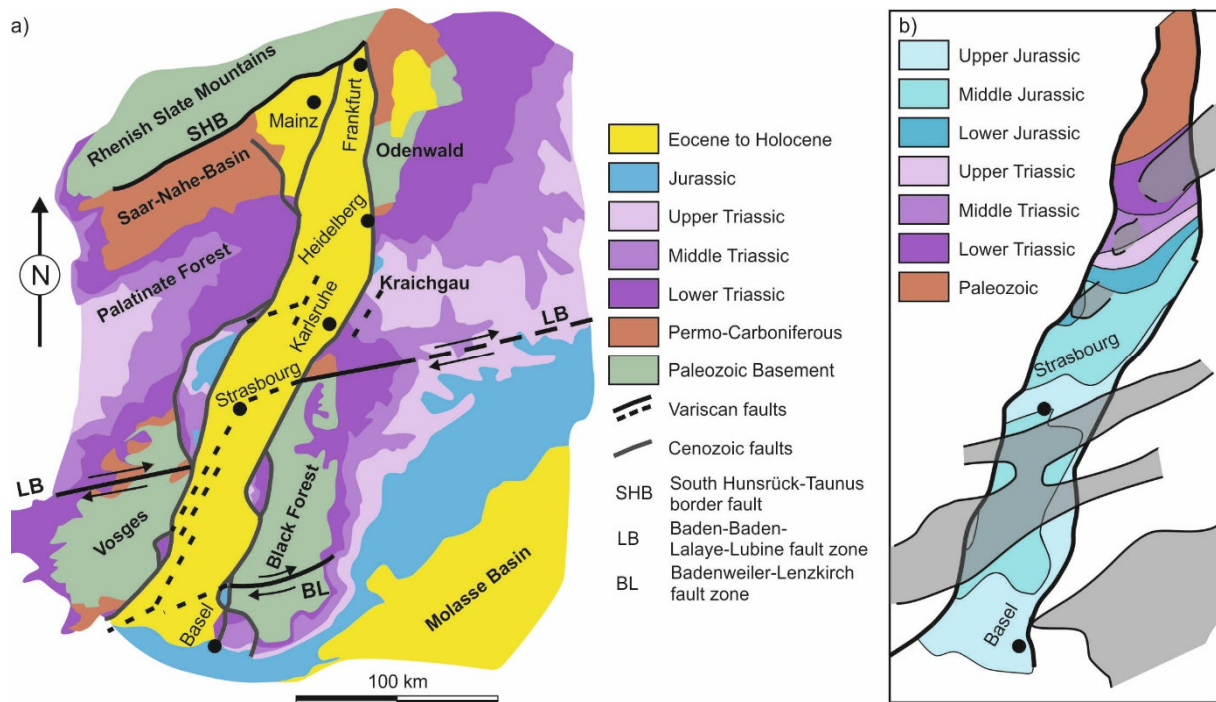 a)
Rhenish Slate Mountains
SHB
Mainz
Frankfurt
Saar-Nahe-Basin
Odenwald
N
Heidelberg
Palatinate Forest
Kraichgau
Karlsruhe
LB
Strasbourg
LB
Vosges
Black Forest
BL
Basel
Molasse Basin
100 km
Eocene to Holocene
Jurassic
Upper Triassic
Middle Triassic
Lower Triassic
Permo-Carboniferous
Paleozoic Basement
Variscan faults
Cenozoic faults
SHB South Hunsrück-Taunus
border fault
LB Baden-Baden-
Lalaye-Lubine fault zone
BL Badenweiler-Lenzkirch
fault zone
b)
Upper Jurassic
Middle Jurassic
Lower Jurassic
Upper Triassic
Middle Triassic
Lower Triassic
Paleozoic
Strasbourg
Basel